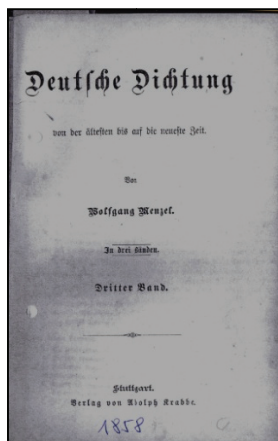 Deutſche Dichtung
von der älteſten bis auf die neueſte Zeit.
Von
Wolfgang Menzel.
In drei Bänden.
Dritter Band.
Stuttgart.
Verlag von Adolph Krabbe.
1858